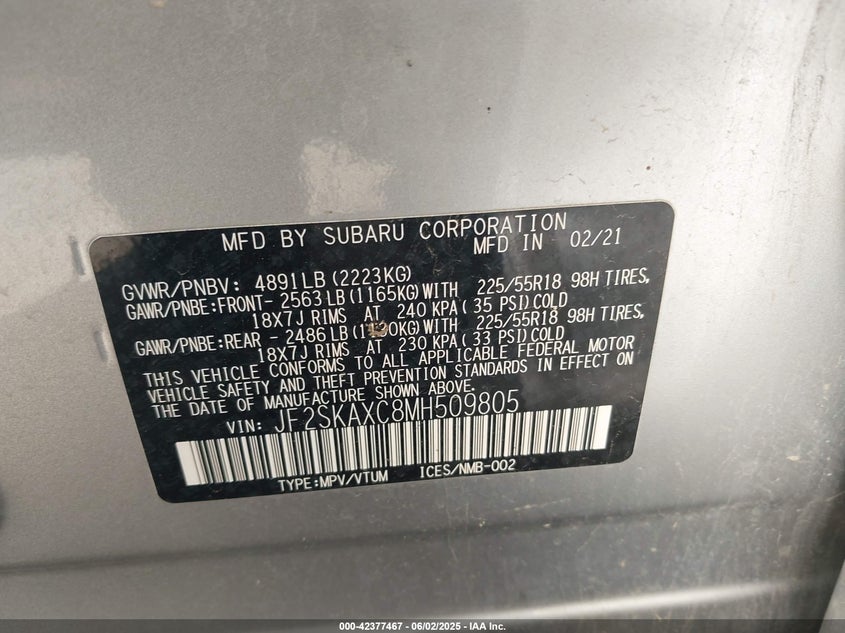 MFD BY SUBARU CORPORATION
MFD IN 02/21
GVWR/PNBV: 4891LB (2223KG)
GAWR/PNBE:FRONT- 2563LB (1165KG) WITH 225/55R18 98H TIRES,
18X7J RIMS AT 240 KPA (35 PSI) COLD
GAWR/PNBE:REAR - 2486LB (1130KG) WITH 225/55R18 98H TIRES,
18X7J RIMS AT 230 KPA (33 PSI) COLD
THIS VEHICLE CONFORMS TO ALL APPLICABLE FEDERAL MOTOR
VEHICLE SAFETY AND THEFT PREVENTION STANDARDS IN EFFECT ON
THE DATE OF MANUFACTURE SHOWN ABOVE.
VIN: JF2SKAXC8MH509805
TYPE:MPV/VTUM ICES/NMB-002
000-42377467 - 06/02/2025 - IAA Inc.